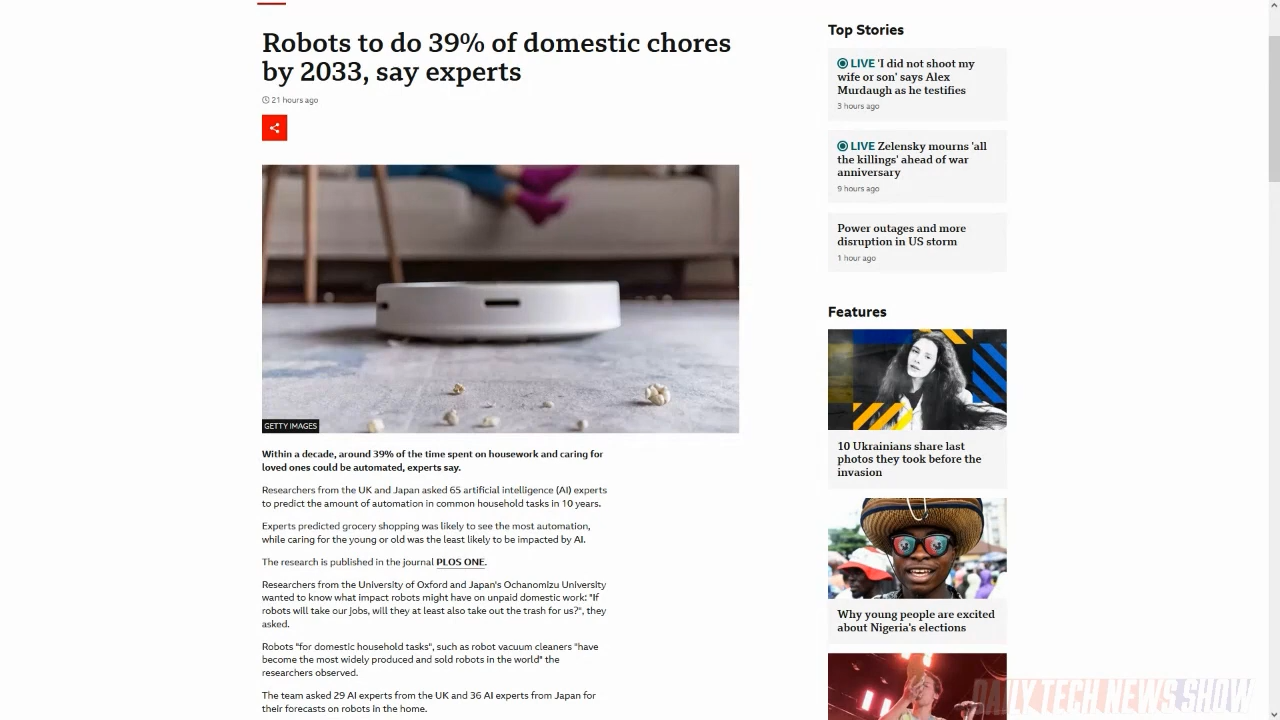 Robots to do 39% of domestic chores
by 2033, say experts
21 hours ago
GETTY IMAGES
Within a decade, around 39% of the time spent on housework and caring for
loved ones could be automated, experts say.
Researchers from the UK and Japan asked 65 artificial intelligence (AI) experts
to predict the amount of automation in common household tasks in 10 years.
Experts predicted grocery shopping was likely to see the most automation,
while caring for the young or old was the least likely to be impacted by AI.
The research is published in the journal PLOS ONE.
Researchers from the University of Oxford and Japan's Ochanomizu University
wanted to know what impact robots might have on unpaid domestic work: "If
robots will take our jobs, will they at least also take out the trash for us?", they
asked.
Robots "for domestic household tasks", such as robot vacuum cleaners "have
become the most widely produced and sold robots in the world" the
researchers observed.
The team asked 29 AI experts from the UK and 36 AI experts from Japan for
their forecasts on robots in the home.
Top Stories
LIVE 'I did not shoot my
wife or son' says Alex
Murdaugh as he testifies
3 hours ago
LIVE Zelensky mourns 'all
the killings' ahead of war
anniversary
9 hours ago
Power outages and more
disruption in US storm
1 hour ago
Features
10 Ukrainians share last
photos they took before the
invasion
Why young people are excited
about Nigeria's elections
DAILY TECH NEWS SHOW